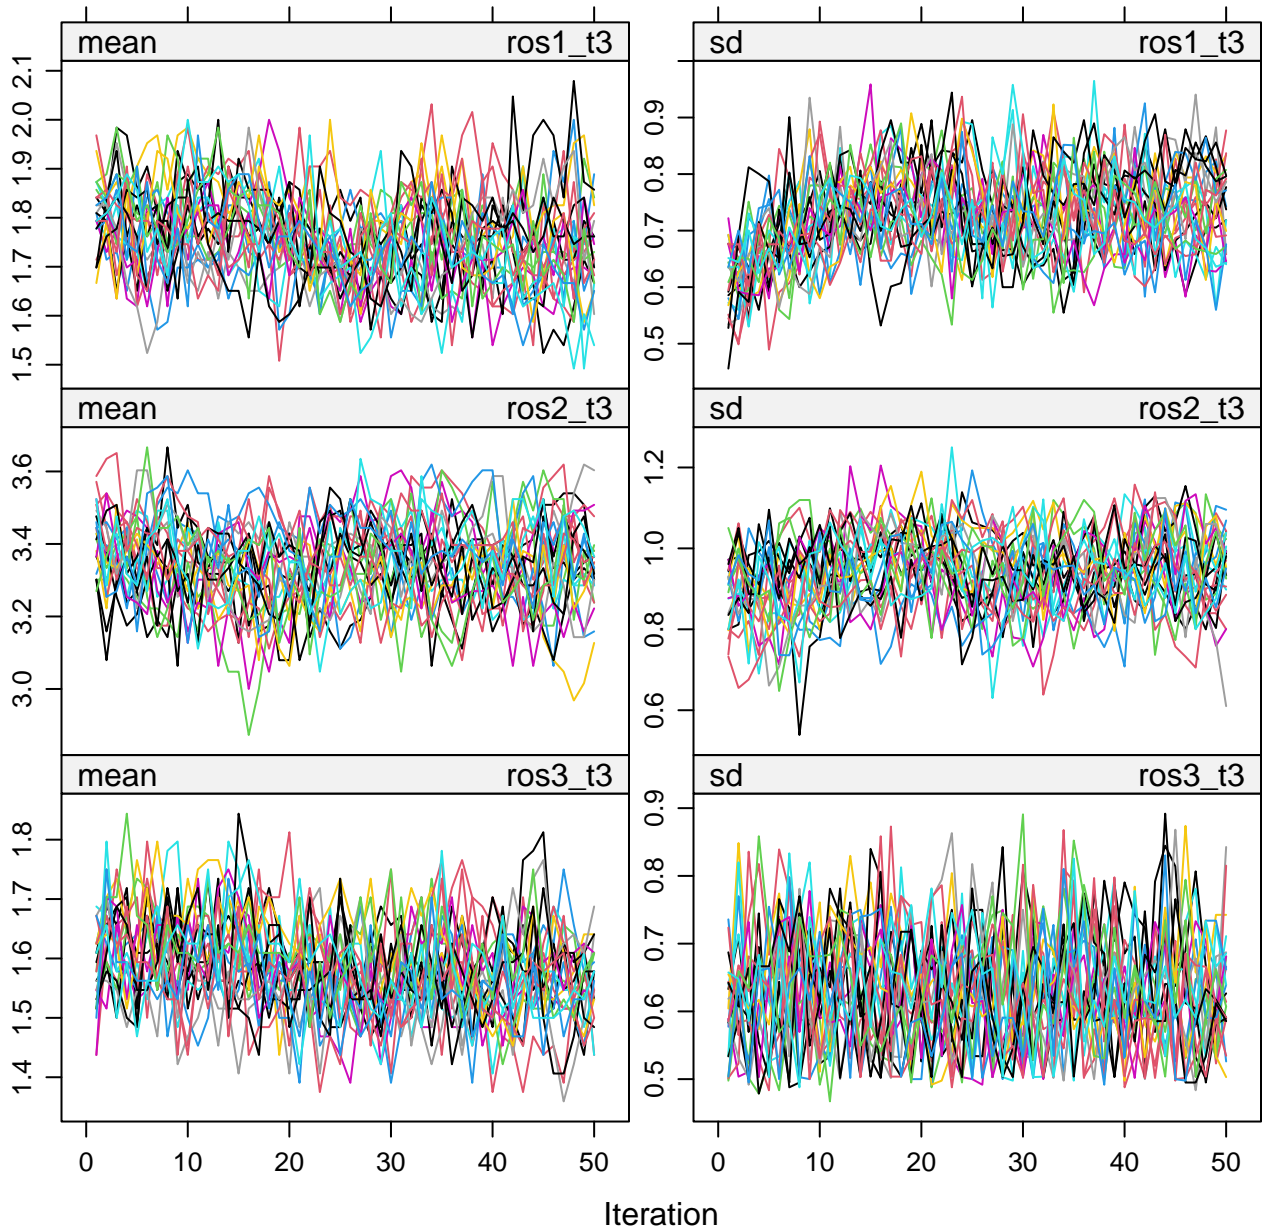 mean ros1_t3
sd ros1_t3
1.5 1.6 1.7 1.8 1.9 2.0 2.1
0.5 0.6 0.7 0.8 0.9
mean ros2_t3
sd ros2_t3
3.0 3.2 3.4 3.6
0.6 0.8 1.0 1.2
mean ros3_t3
sd ros3_t3
1.4 1.5 1.6 1.7 1.8
0.5 0.6 0.7 0.8 0.9
0 10 20 30 40 50
0 10 20 30 40 50
Iteration